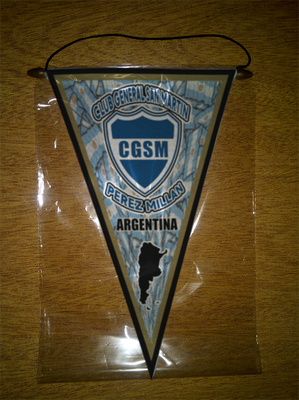 CLUB GENERAL SAN MARTIN
CGSM
PEREZ MILLAN
ARGENTINA